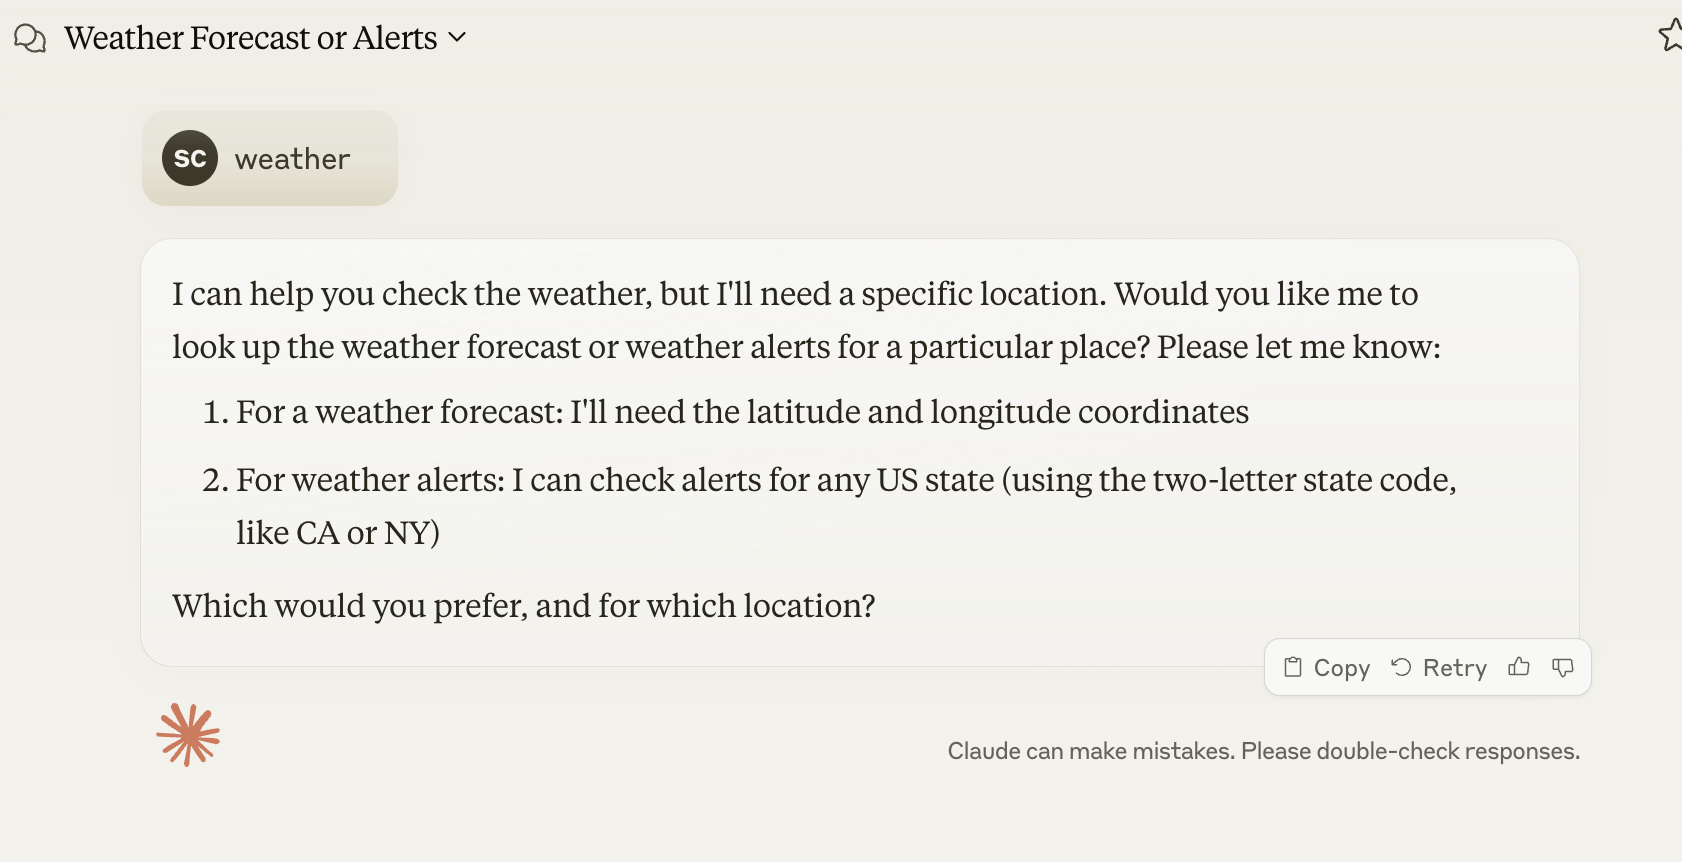 Weather Forecast or Alerts
SC weather
I can help you check the weather, but I'll need a specific location. Would you like me to
look up the weather forecast or weather alerts for a particular place? Please let me know:
1. For a weather forecast: I'll need the latitude and longitude coordinates
2. For weather alerts: I can check alerts for any US state (using the two-letter state code,
like CA or NY)
Which would you prefer, and for which location?
Copy Retry
Claude can make mistakes. Please double-check responses.